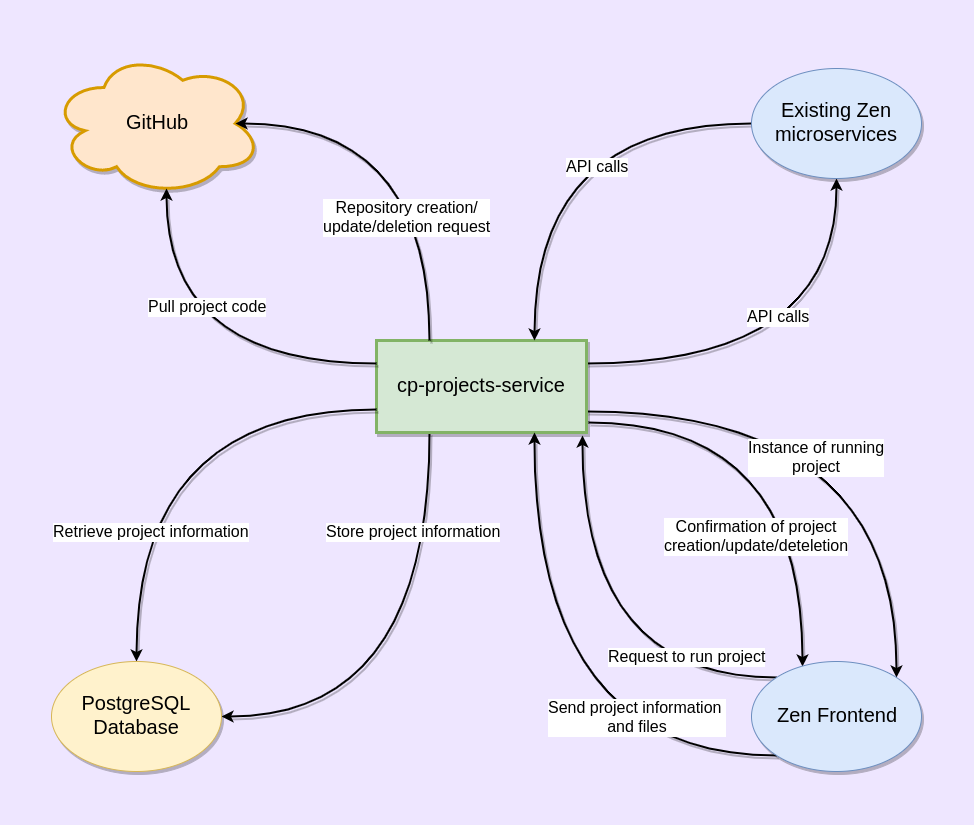 GitHub
Existing Zen
microservices
API calls
Repository creation/
update/deletion request
Pull project code
API calls
cp-projects-service
Instance of running
project
Retrieve project information
Store project information
Confirmation of project
creation/update/deteletion
Request to run project
PostgreSQL
Database
Send project information
and files
Zen Frontend